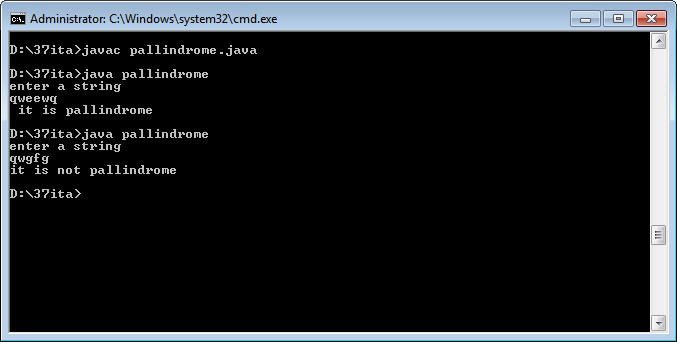 Administrator: C:\Windows\system32\cmd.exe
D:\37ita>javac pallindrome.java
D:\37ita>java pallindrome
enter a string
qweewq
 it is pallindrome
D:\37ita>java pallindrome
enter a string
qwgfg
it is not pallindrome
D:\37ita>